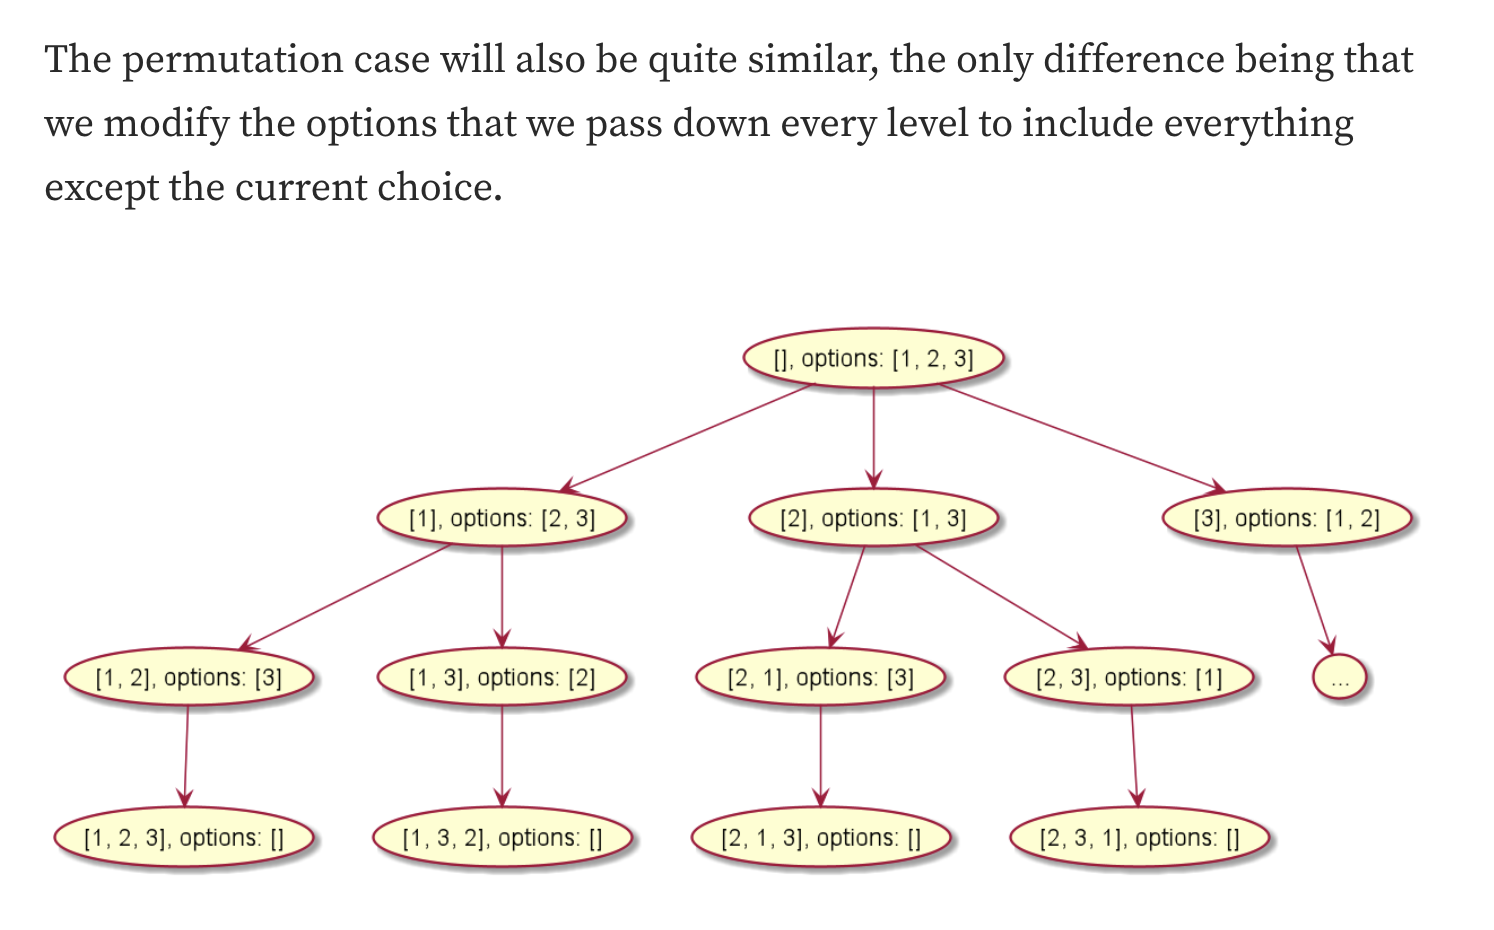 The permutation case will also be quite similar, the only difference being that
we modify the options that we pass down every level to include everything
except the current choice.
[], options: [1, 2, 3]
[1], options: [2, 3]
[2], options: [1, 3]
[3], options: [1, 2]
[1, 2], options: [3]
[1, 3], options: [2]
[2, 1], options: [3]
[2, 3], options: [1]
...
[1, 2, 3], options: []
[1, 3, 2], options: []
[2, 1, 3], options: []
[2, 3, 1], options: []